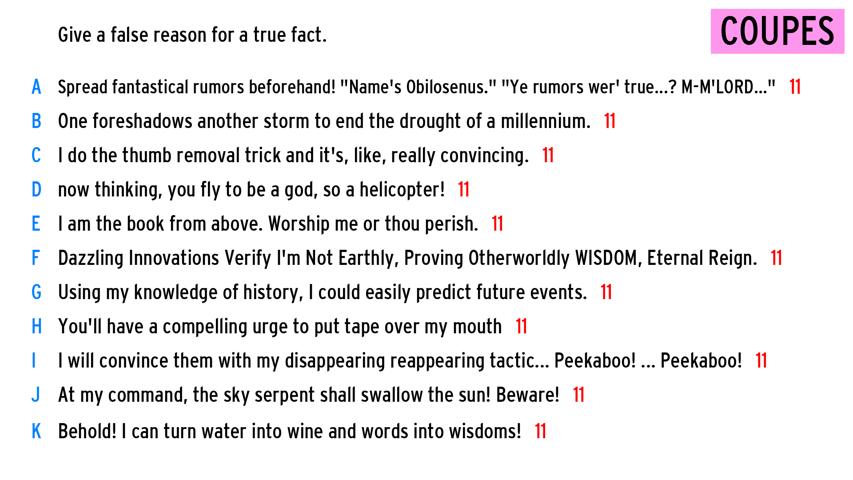 Give a false reason for a true fact.
COUPES
A Spread fantastical rumors beforehand! "Name's Obilosenus." "Ye rumors wer' true...? M-M'LORD..." 11
B One foreshadows another storm to end the drought of a millennium. 11
C I do the thumb removal trick and it's, like, really convincing. 11
D now thinking, you fly to be a god, so a helicopter! 11
E I am the book from above. Worship me or thou perish. 11
F Dazzling Innovations Verify I'm Not Earthly, Proving Otherworldly WISDOM, Eternal Reign. 11
G Using my knowledge of history, I could easily predict future events. 11
H You'll have a compelling urge to put tape over my mouth 11
I I will convince them with my disappearing reappearing tactic... Peekaboo! ... Peekaboo! 11
J At my command, the sky serpent shall swallow the sun! Beware! 11
K Behold! I can turn water into wine and words into wisdoms! 11